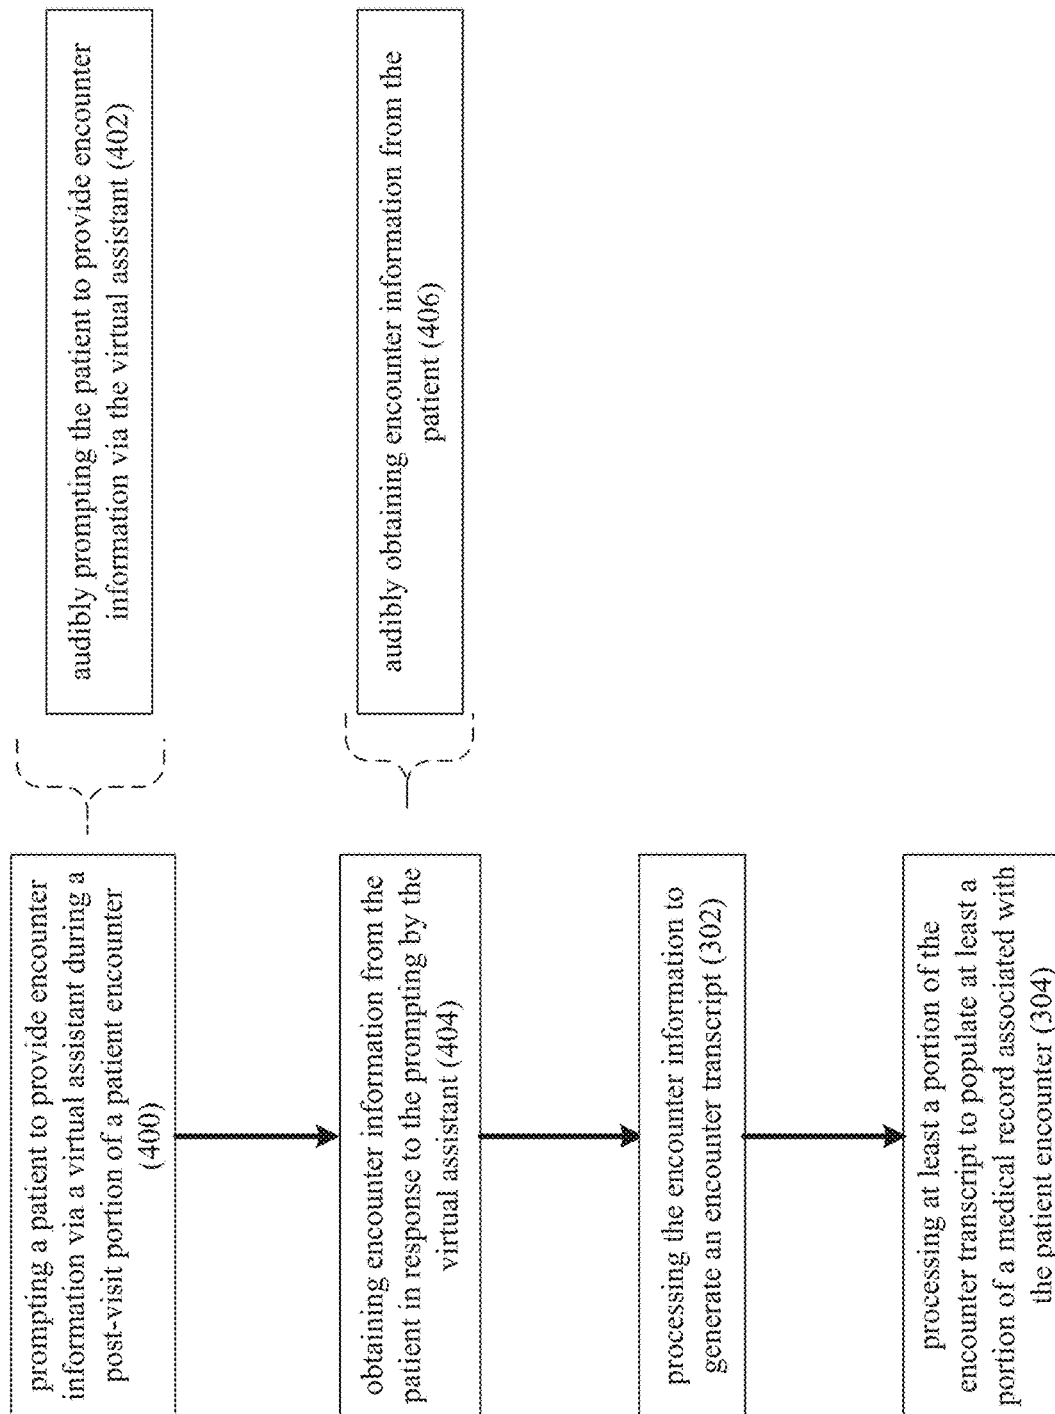 prompting a patient to provide encounter
information via a virtual assistant during a
post-visit portion of a patient encounter
(400)
audibly prompting the patient to provide encounter
information via the virtual assistant (402)
obtaining encounter information from the
patient in response to the prompting by the
virtual assistant (404)
audibly obtaining encounter information from the
patient (406)
processing the encounter information to
generate an encounter transcript (302)
processing at least a portion of the
encounter transcript to populate at least a
portion of a medical record associated with
the patient encounter (304)